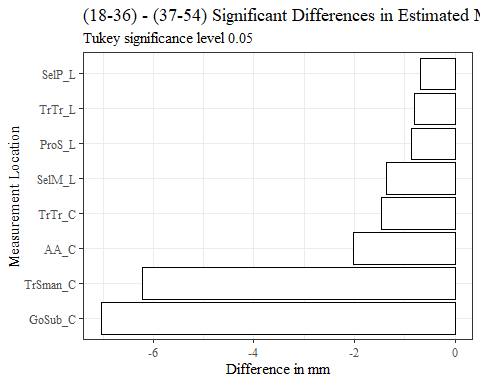 (18-36) - (37-54) Significant Differences in Estimated
Tukey significance level 0.05
SelP_L
TrTr_L
ProS_L
SelM_L
TrTr_C
AA_C
TrSman_C
GoSub_C
Measurement Location
-6
-4
-2
0
Difference in mm